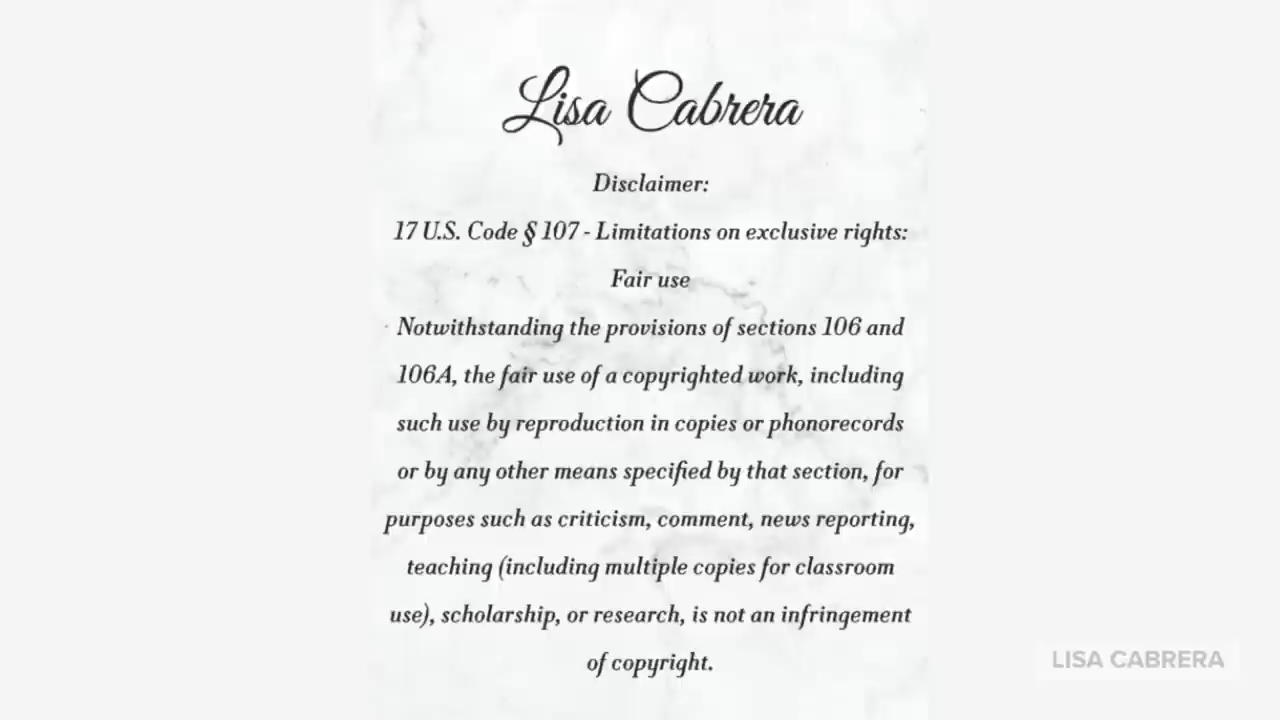 Lisa Cabrera
Disclaimer:
17 U.S. Code § 107 - Limitations on exclusive rights:
Fair use
Notwithstanding the provisions of sections 106 and
106A, the fair use of a copyrighted work, including
such use by reproduction in copies or phonorecords
or by any other means specified by that section, for
purposes such as criticism, comment, news reporting,
teaching (including multiple copies for classroom
use), scholarship, or research, is not an infringement
of copyright.
LISA CABRERA